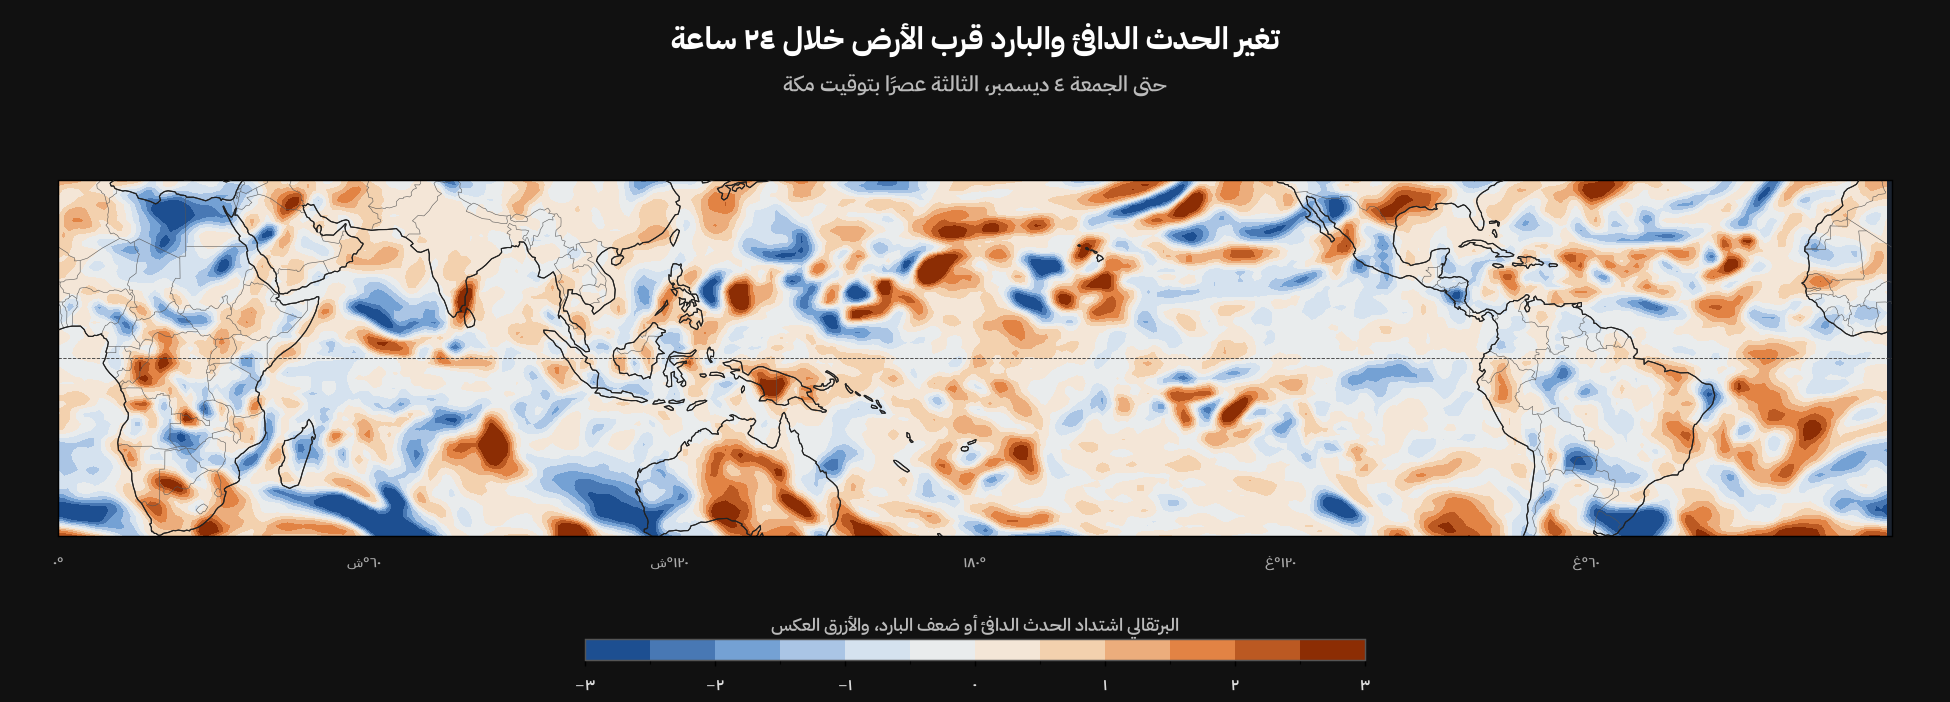 تغير الحدث الدافئ والبارد قرب الأرض خلال ٢٤ ساعة
حتى الجمعة ٤ ديسمبر، الثالثة عصرًا بتوقيت مكة
٠°
٦٠°ش
١٢٠°ش
١٨٠°
١٢٠°غ
٦٠°غ
البرتقالي اشتداد الحدث الدافئ أو ضعف البارد، والأزرق العكس
−٣ −٢ −١ ٠ ١ ٢ ٣